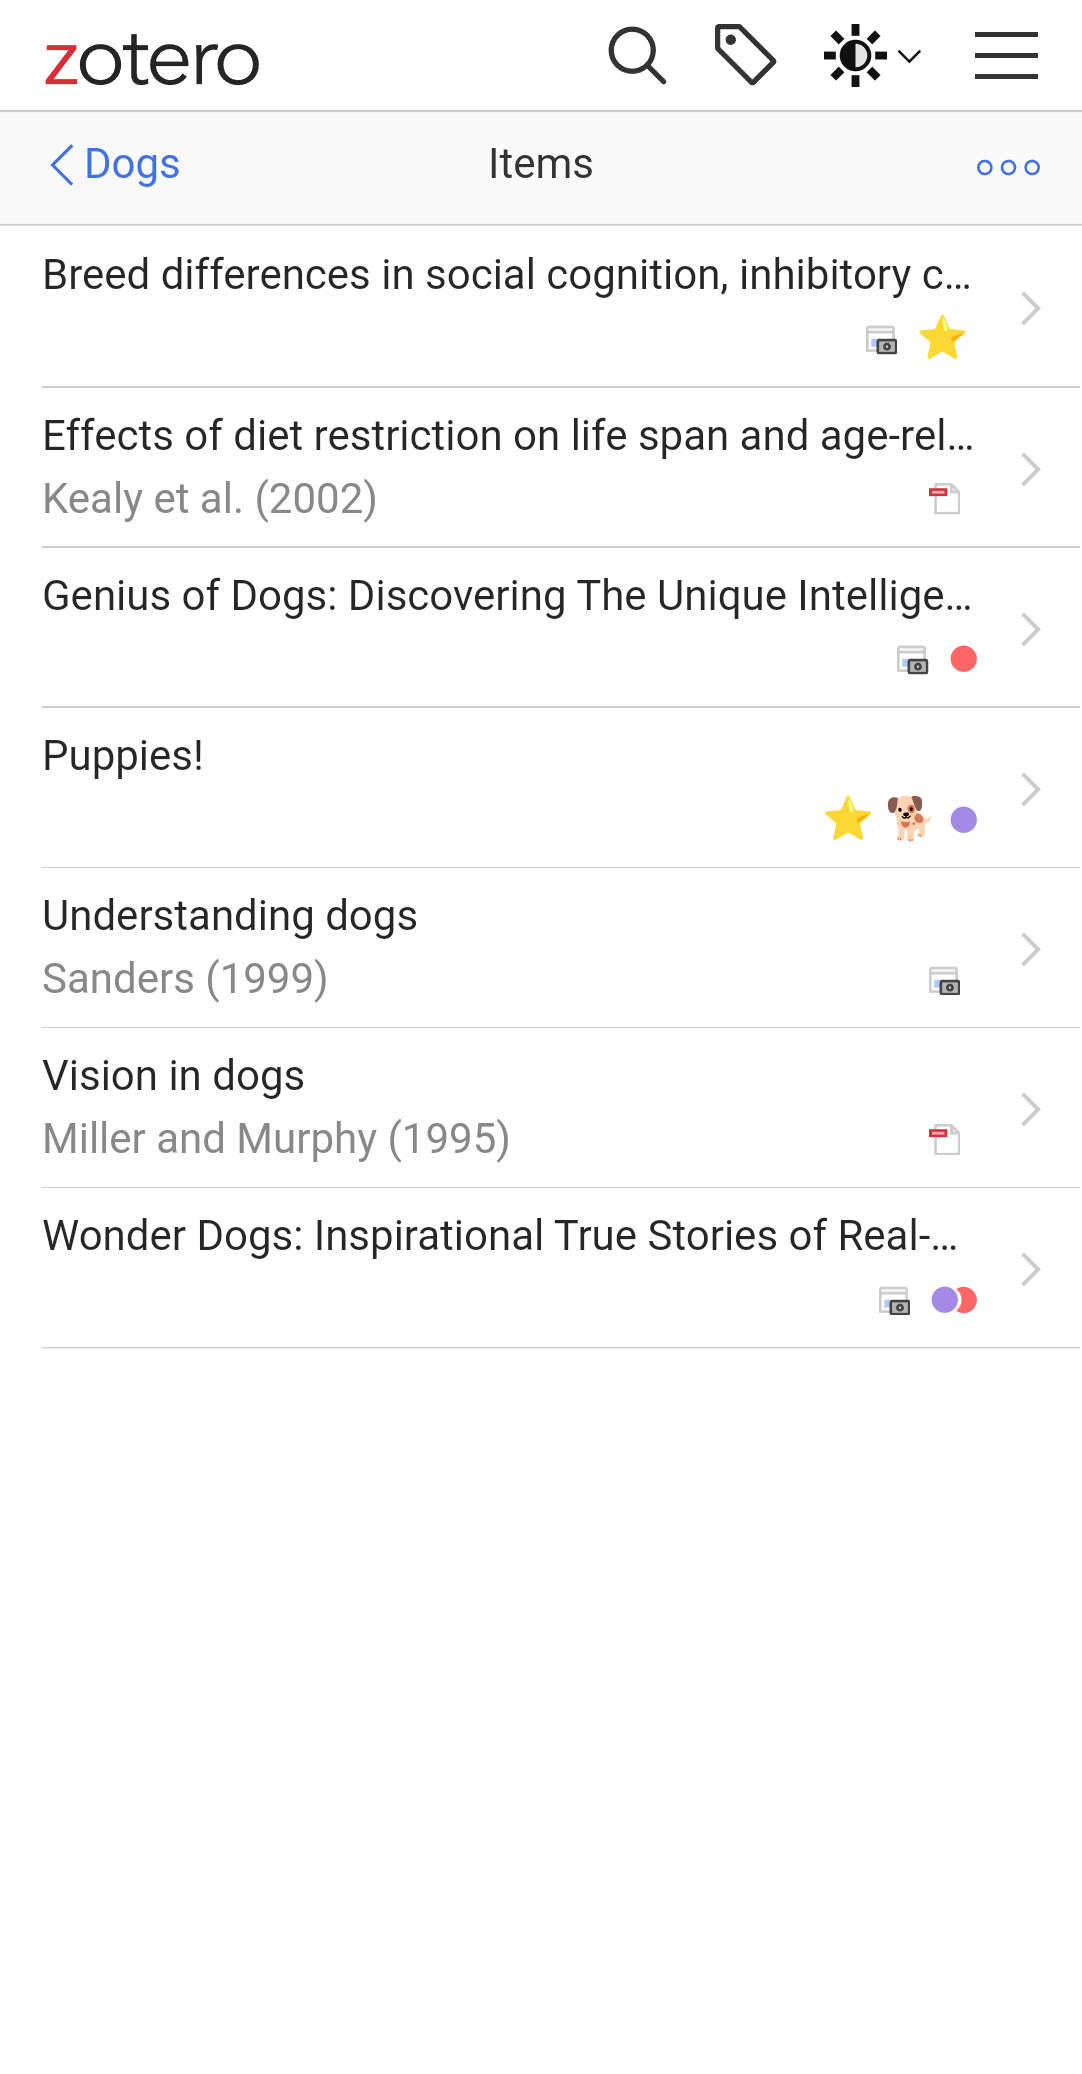 zotero
Dogs
Items
Breed differences in social cognition, inhibitory c...
Effects of diet restriction on life span and age-rel...
Kealy et al. (2002)
Genius of Dogs: Discovering The Unique Intellige...
Puppies!
Understanding dogs
Sanders (1999)
Vision in dogs
Miller and Murphy (1995)
Wonder Dogs: Inspirational True Stories of Real-...